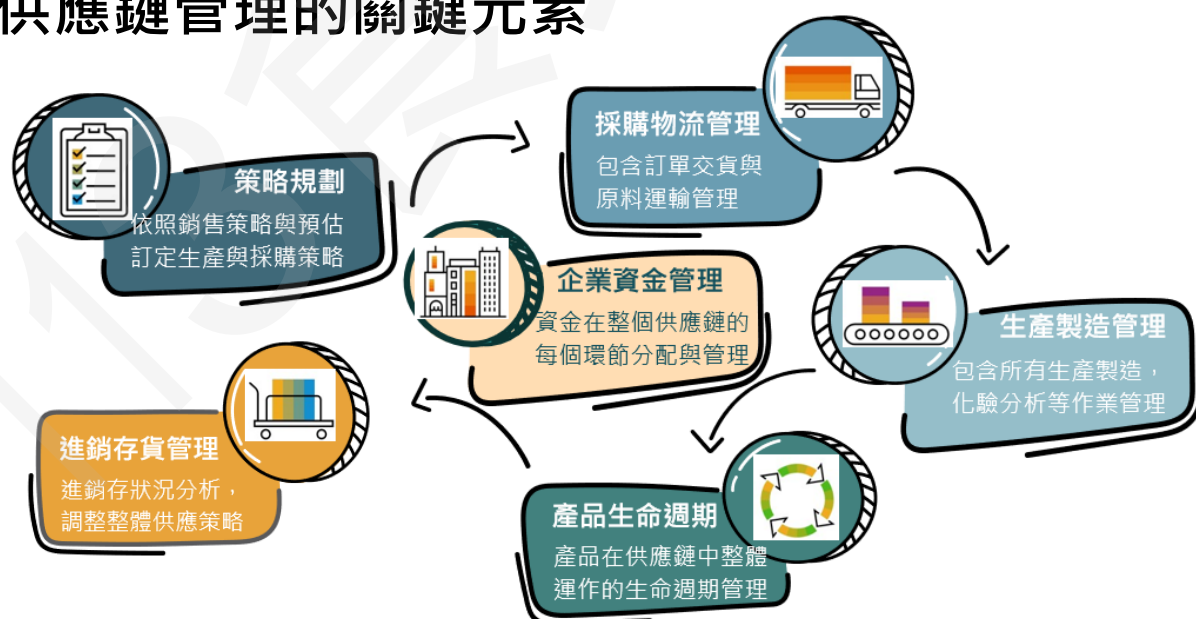 供應鏈管理的關鍵元素
策略規劃
依照銷售策略與預估
訂定生產與採購策略
採購物流管理
包含訂單交貨與
原料運輸管理
企業資金管理
資金在整個供應鏈的
每個環節分配與管理
生產製造管理
包含所有生產製造，
化驗分析等作業管理
產品生命週期
產品在供應鏈中整體
運作的生命週期管理
進銷存貨管理
進銷存狀況分析，
調整整體供應策略